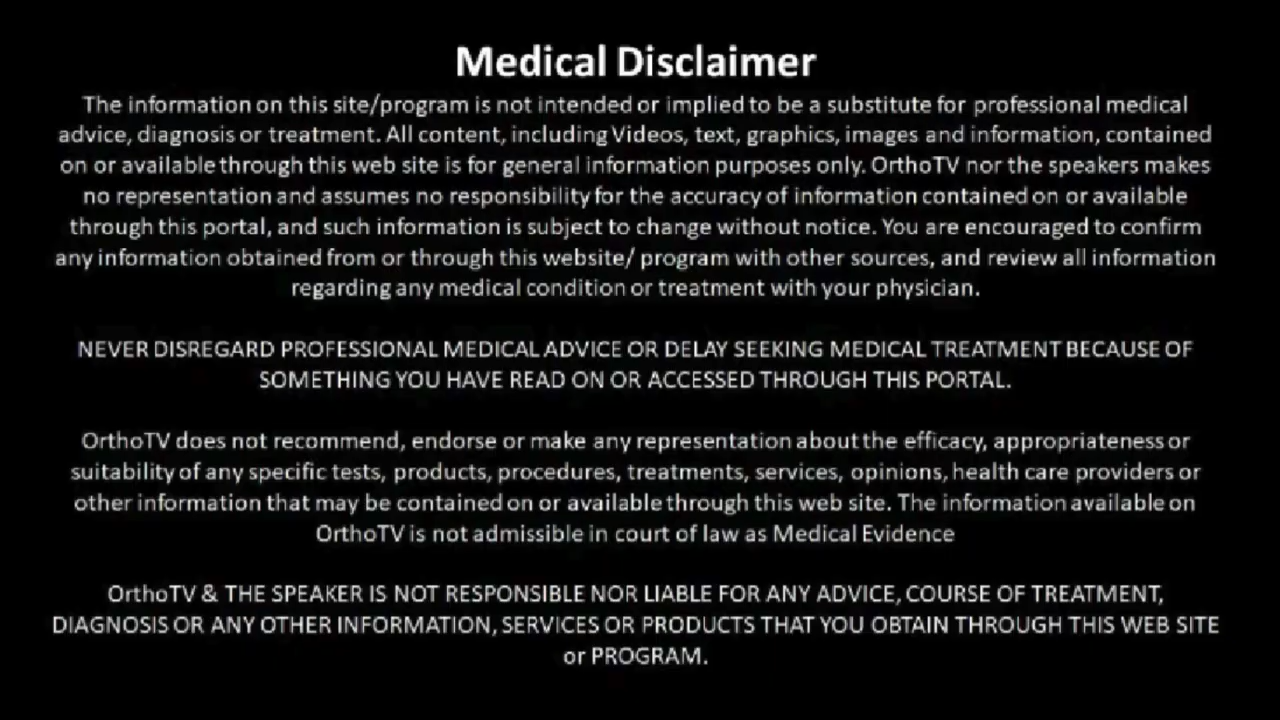 Medical Disclaimer
The information on this site/program is not intended or implied to be a substitute for professional medical
advice, diagnosis or treatment. All content, including Videos, text, graphics, images and information, contained
on or available through this web site is for general information purposes only. OrthoTV nor the speakers makes
no representation and assumes no responsibility for the accuracy of information contained on or available
through this portal, and such information is subject to change without notice. You are encouraged to confirm
any information obtained from or through this website/ program with other sources, and review all information
regarding any medical condition or treatment with your physician.
NEVER DISREGARD PROFESSIONAL MEDICAL ADVICE OR DELAY SEEKING MEDICAL TREATMENT BECAUSE OF
SOMETHING YOU HAVE READ ON OR ACCESSED THROUGH THIS PORTAL.
OrthoTV does not recommend, endorse or make any representation about the efficacy, appropriateness or
suitability of any specific tests, products, procedures, treatments, services, opinions, health care providers or
other information that may be contained on or available through this web site. The information available on
OrthoTV is not admissible in court of law as Medical Evidence
OrthoTV & THE SPEAKER IS NOT RESPONSIBLE NOR LIABLE FOR ANY ADVICE, COURSE OF TREATMENT,
DIAGNOSIS OR ANY OTHER INFORMATION, SERVICES OR PRODUCTS THAT YOU OBTAIN THROUGH THIS WEB SITE
or PROGRAM.